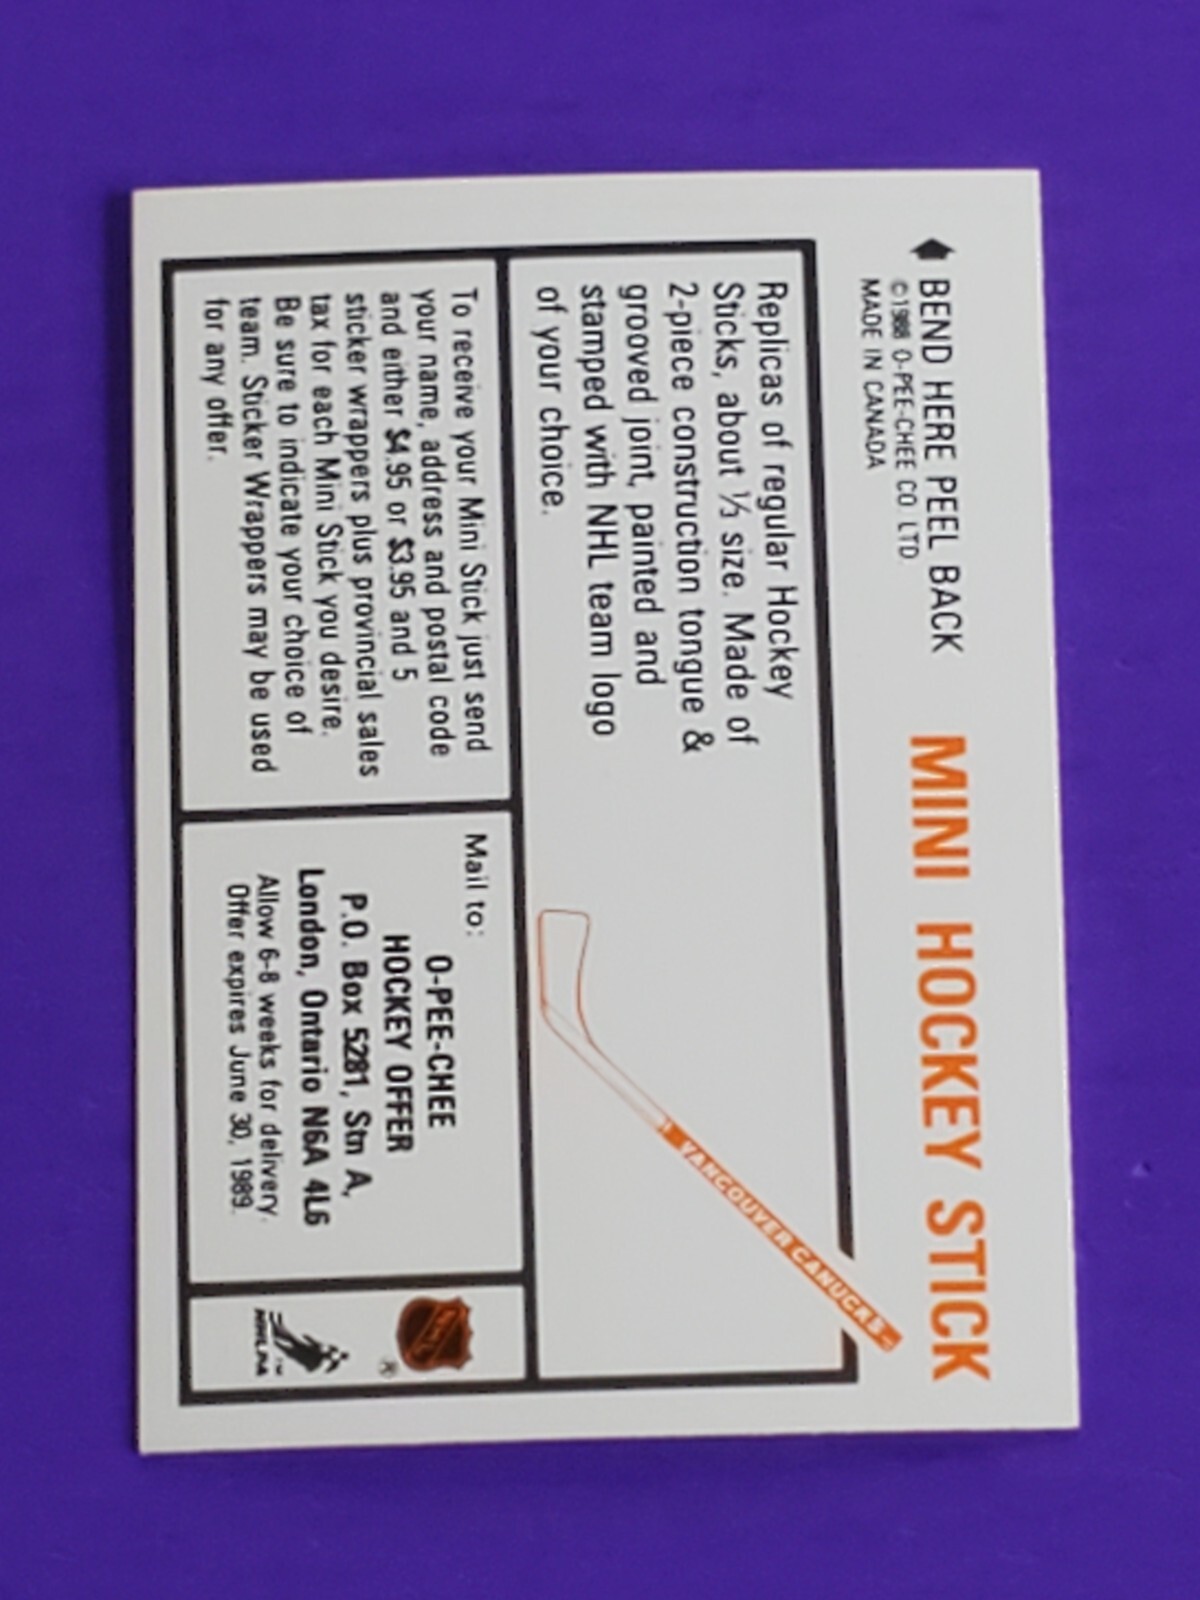 BEND HERE PEEL BACK
©1988 O-PEE-CHEE CO LTD
MADE IN CANADA
MINI HOCKEY STICK
Replicas of regular Hockey
Sticks, about ⅓ size. Made of
2-piece construction tongue &
grooved joint, painted and
stamped with NHL team logo
of your choice.
VANCOUVER CANUCKS
To receive your Mini Stick just send
your name, address and postal code
and either $4.95 or $3.95 and 5
sticker wrappers plus provincial sales
tax for each Mini Stick you desire.
Be sure to indicate your choice of
team. Sticker Wrappers may be used
for any offer.
Mail to:
O-PEE-CHEE
HOCKEY OFFER
P.O. Box 5281, Stn A,
London, Ontario N6A 4L6
Allow 6-8 weeks for delivery.
Offer expires June 30, 1989.
NHL
®
™
NHLPA